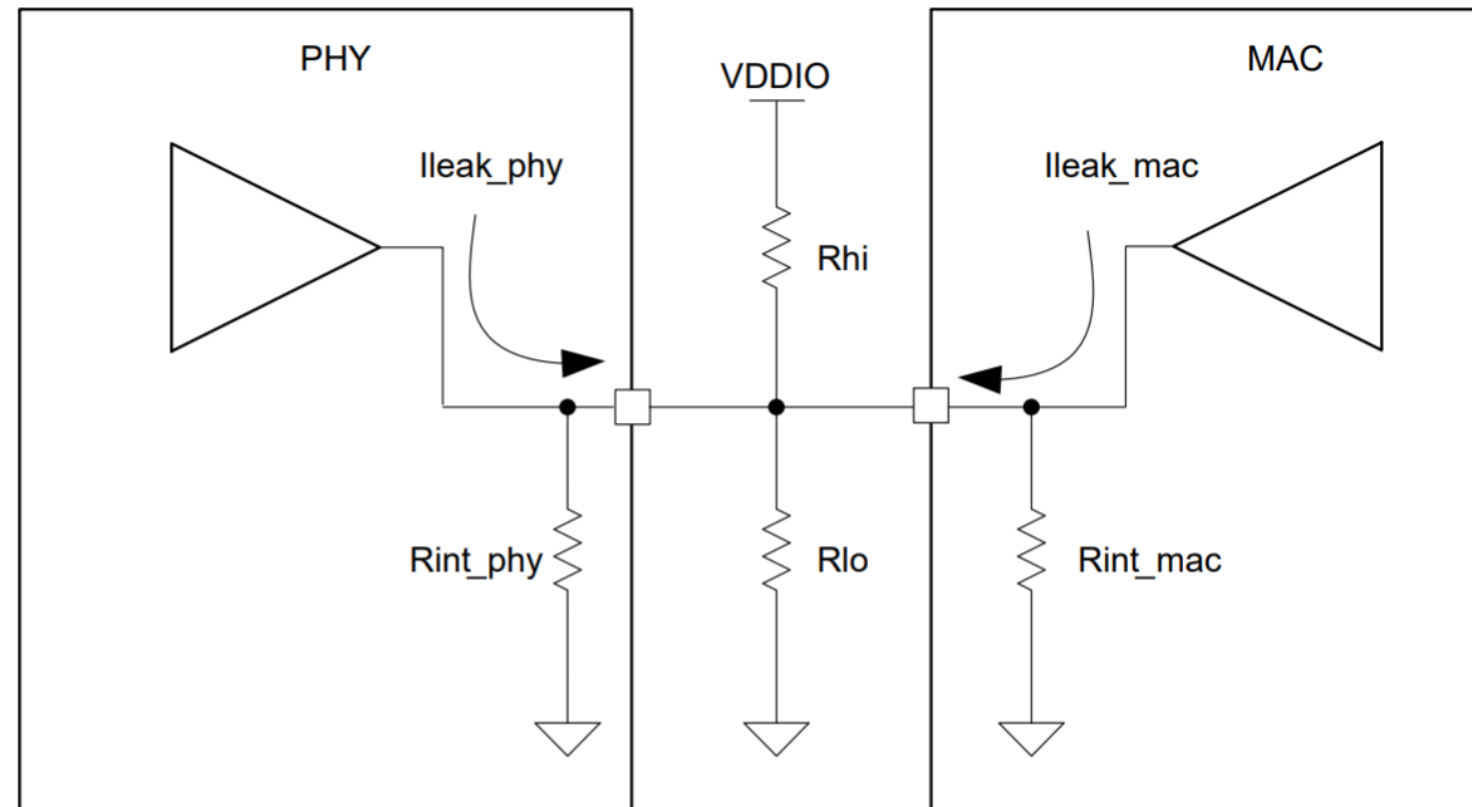 PHY
MAC
VDDIO
Ileak_phy
Ileak_mac
Rhi
Rint_phy
Rlo
Rint_mac